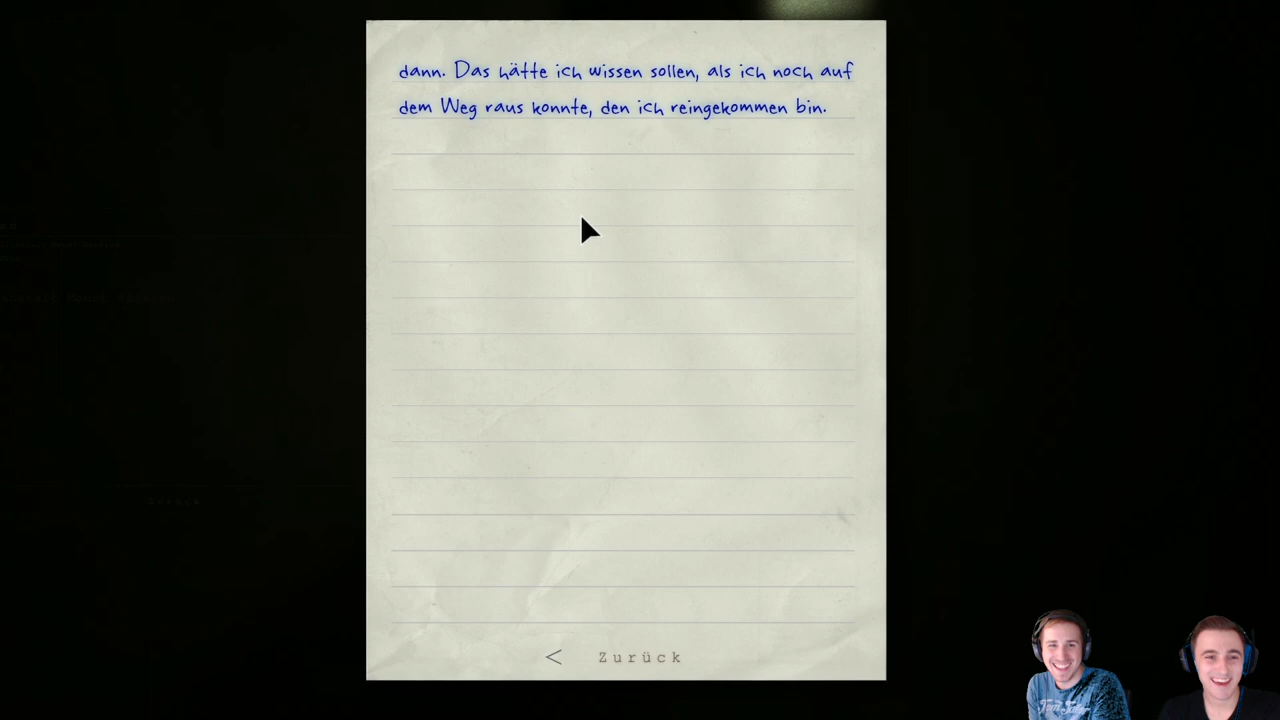 dann. Das hätte ich wissen sollen, als ich noch auf
dem Weg raus konnte, den ich reingekommen bin.
< Zurück
Zurück